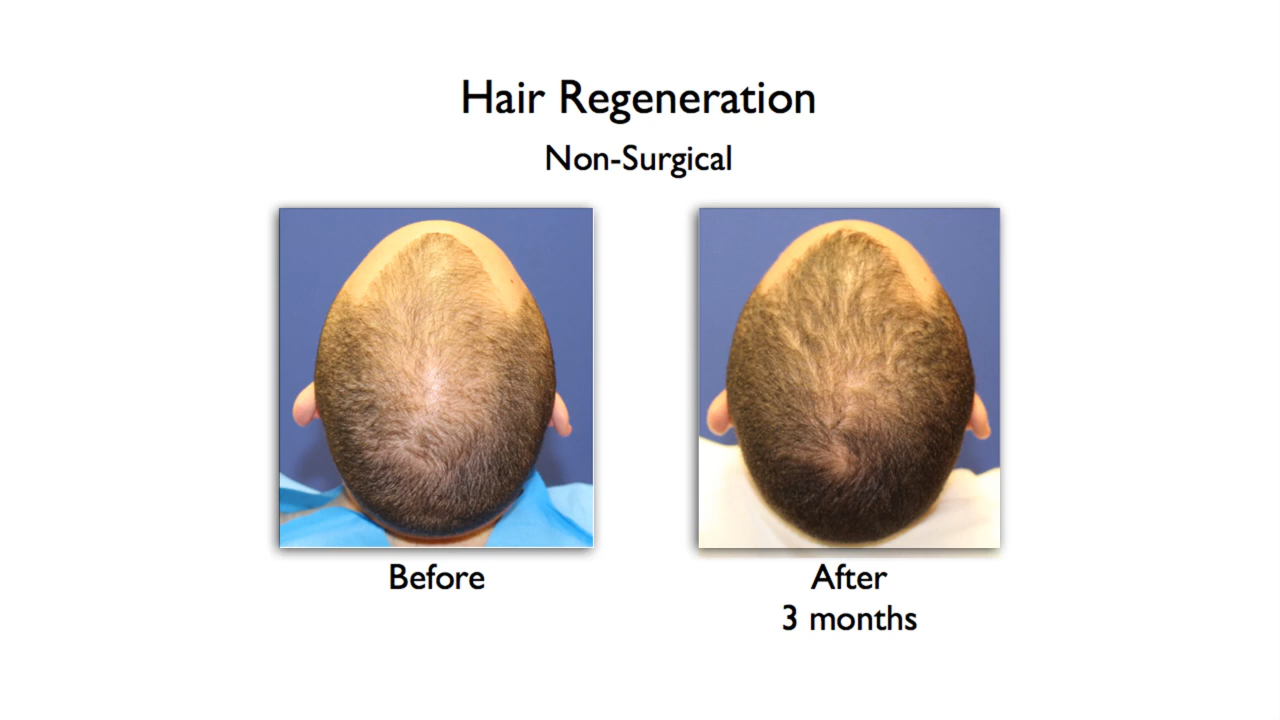 Hair Regeneration
Non-Surgical
Before
After
3 months